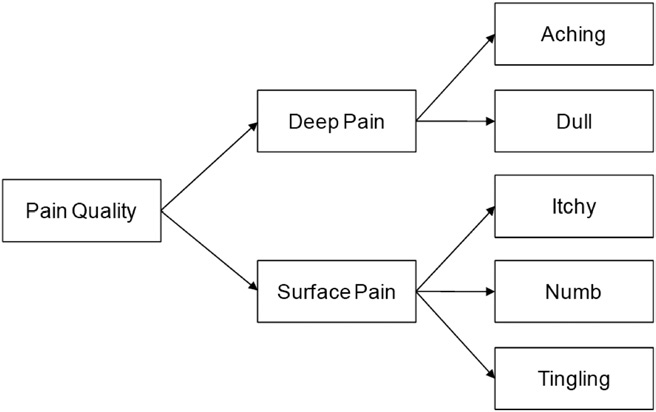 Pain Quality
Deep Pain
Surface Pain
Aching
Dull
Itchy
Numb
Tingling